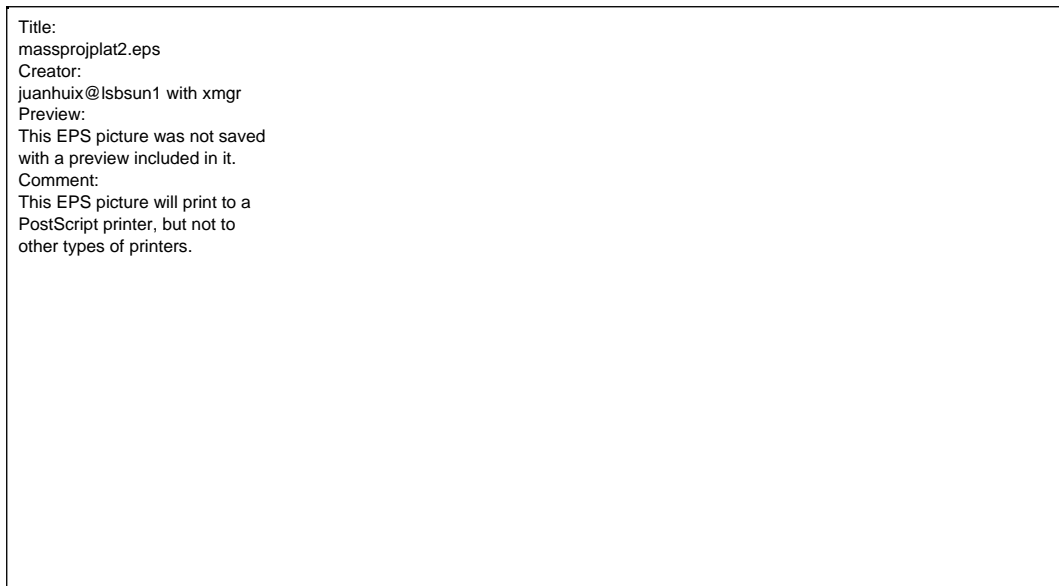 Title:
massprojplat2.eps
Creator:
juanhuix@lsbsun1 with xmgr
Preview:
This EPS picture was not saved
with a preview included in it.
Comment:
This EPS picture will print to a
PostScript printer, but not to
other types of printers.